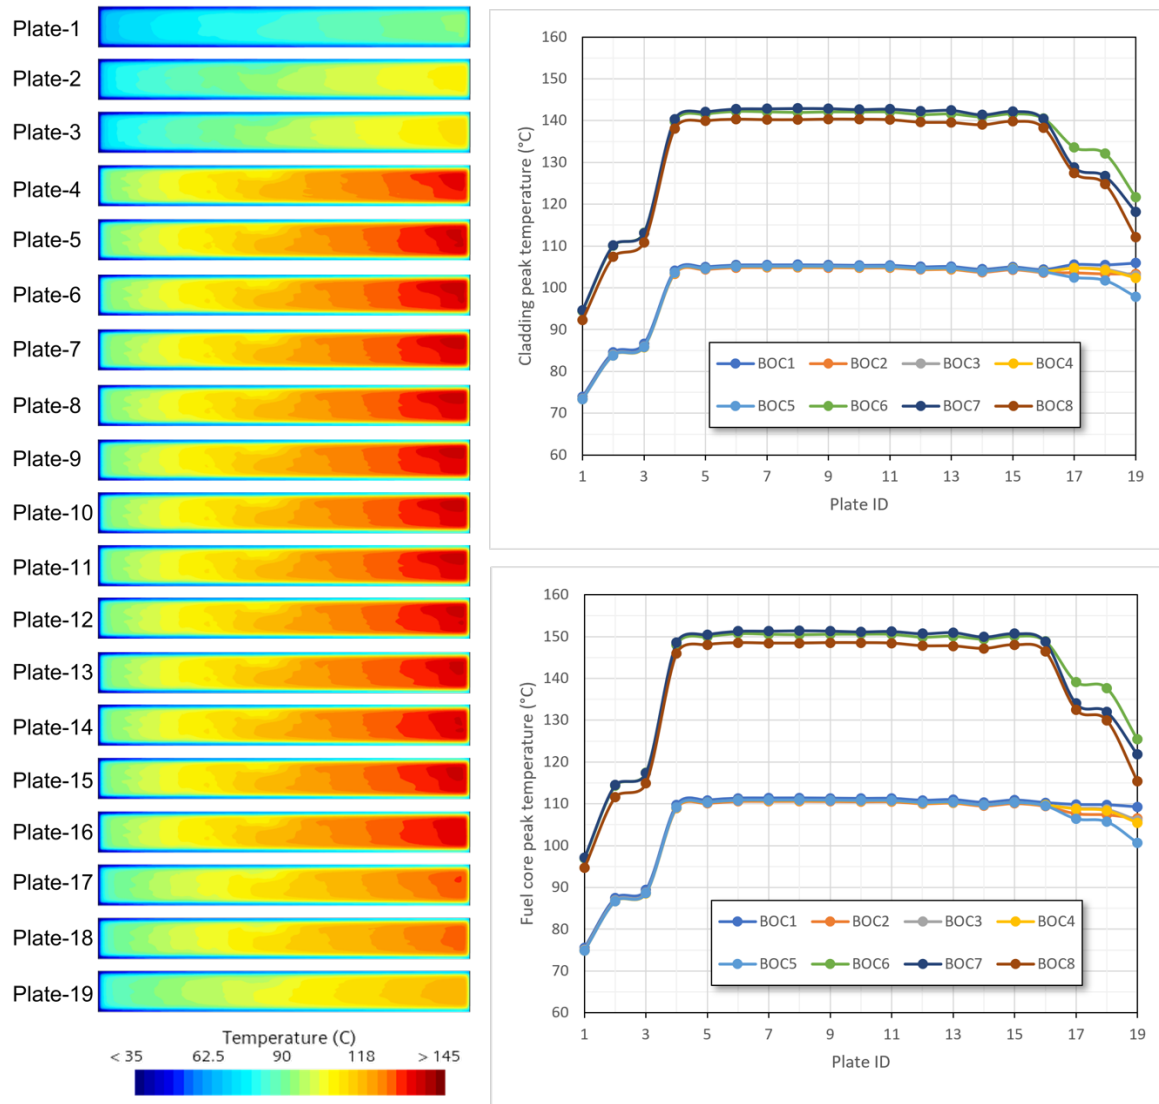 Plate-1
Plate-2
Plate-3
Plate-4
Plate-5
Plate-6
Plate-7
Plate-8
Plate-9
Plate-10
Plate-11
Plate-12
Plate-13
Plate-14
Plate-15
Plate-16
Plate-17
Plate-18
Plate-19
Temperature (C)
< 35 62.5 90 118 > 145
Cladding peak temperature (°C)
160
150
140
130
120
110
100
90
80
70
60
BOC1 BOC2 BOC3 BOC4
BOC5 BOC6 BOC7 BOC8
1 3 5 7 9 11 13 15 17 19
Plate ID
Fuel core peak temperature (°C)
160
150
140
130
120
110
100
90
80
70
60
BOC1 BOC2 BOC3 BOC4
BOC5 BOC6 BOC7 BOC8
1 3 5 7 9 11 13 15 17 19
Plate ID